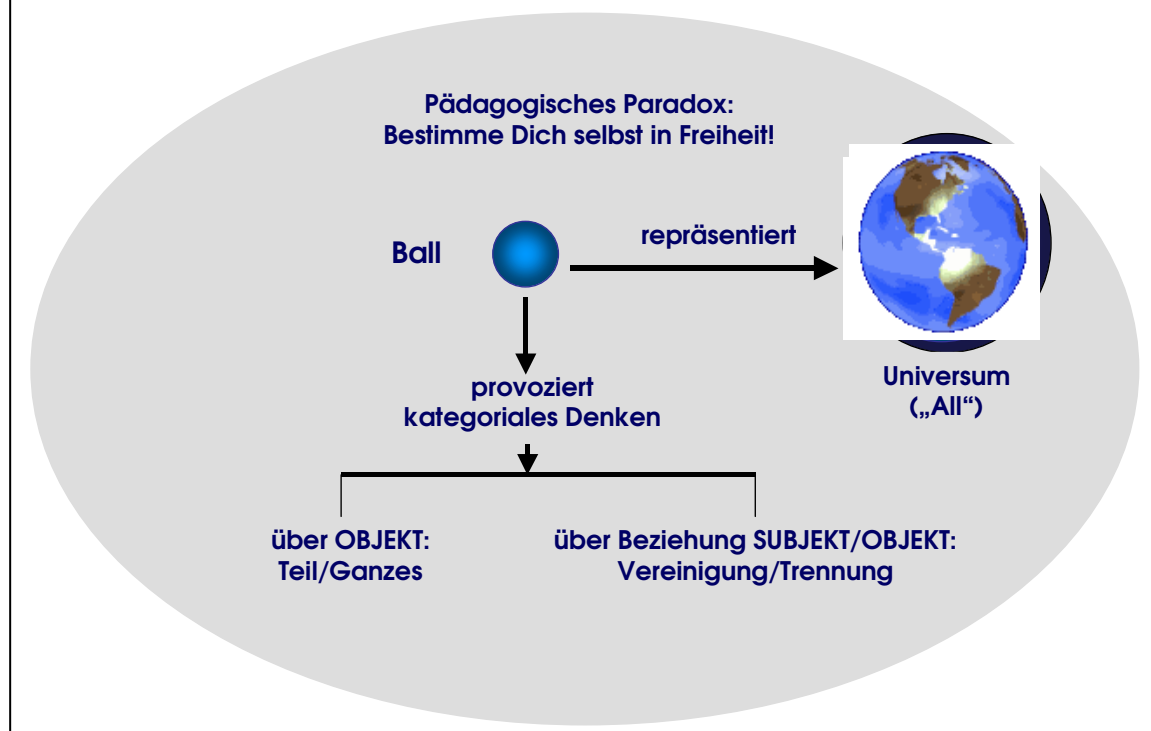 Pädagogisches Paradox:
Bestimme Dich selbst in Freiheit!
Ball
repräsentiert
Universum
(„All“)
provoziert
kategoriales Denken
über OBJEKT:
Teil/Ganzes
über Beziehung SUBJEKT/OBJEKT:
Vereinigung/Trennung